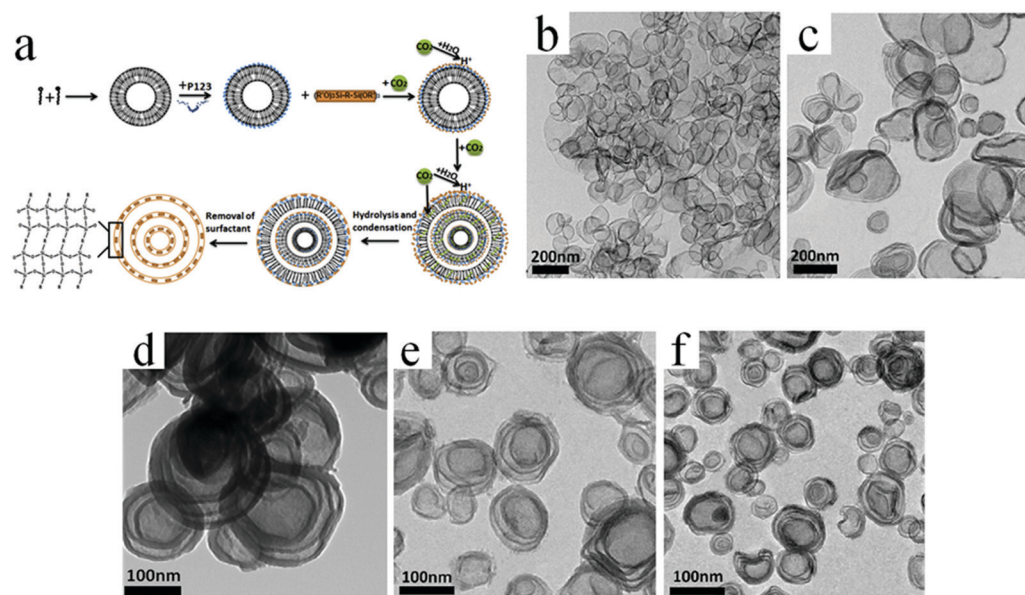 a
CO₂
+H₂O
H⁺
+P123
+CO₂
+
(R'O)₃Si-R-Si(OR')₃
+
+CO₂
CO₂
+H₂O
H⁺
Removal of
surfactant
Hydrolysis and
condensation
b
200nm
c
200nm
d
100nm
e
100nm
f
100nm